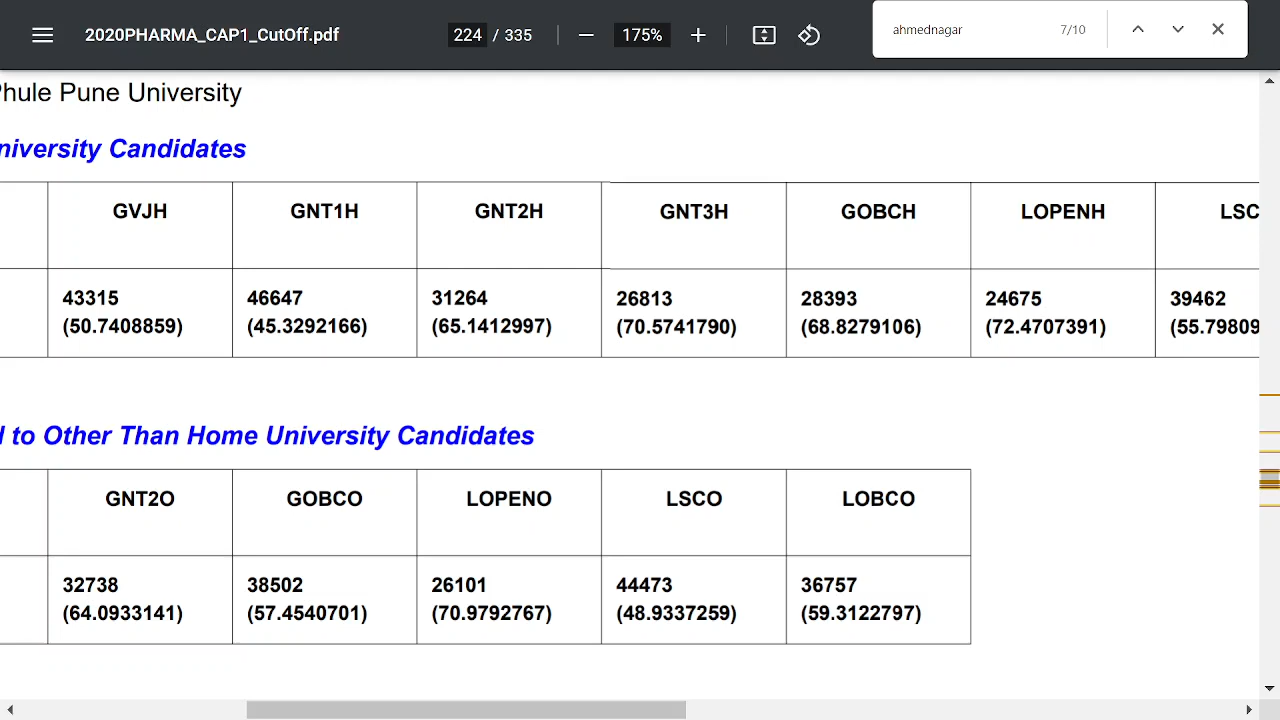 2020PHARMA_CAP1_CutOff.pdf 224 / 335 175% ahmednagar 7/10
Phule Pune University
niversity Candidates
GVJH GNT1H GNT2H GNT3H GOBCH LOPENH LSC
43315 46647 31264 26813 28393 24675 39462
(50.7408859) (45.3292166) (65.1412997) (70.5741790) (68.8279106) (72.4707391) (55.79809
l to Other Than Home University Candidates
GNT2O GOBCO LOPENO LSCO LOBCO
32738 38502 26101 44473 36757
(64.0933141) (57.4540701) (70.9792767) (48.9337259) (59.3122797)